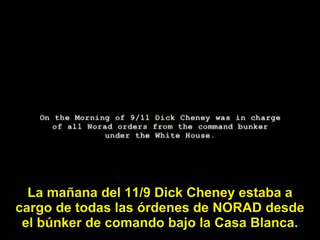 On the Morning of 9/11 Dick Cheney was in charge
of all Norad orders from the command bunker
under the White House.
La mañana del 11/9 Dick Cheney estaba a
cargo de todas las órdenes de NORAD desde
el búnker de comando bajo la Casa Blanca.